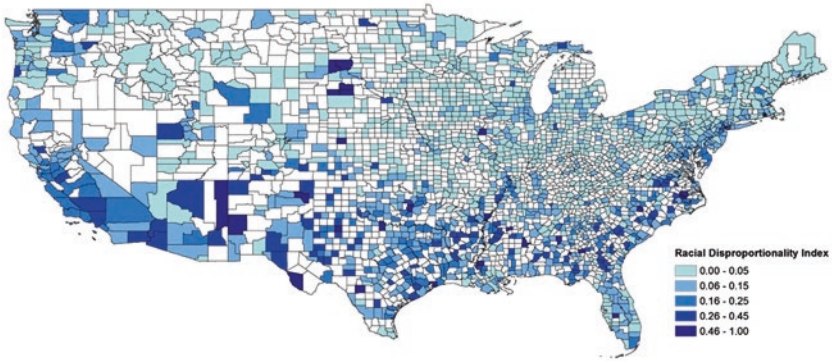 Racial Disproportionality Index
0.00 - 0.05
0.06 - 0.15
0.16 - 0.25
0.26 - 0.45
0.46 - 1.00